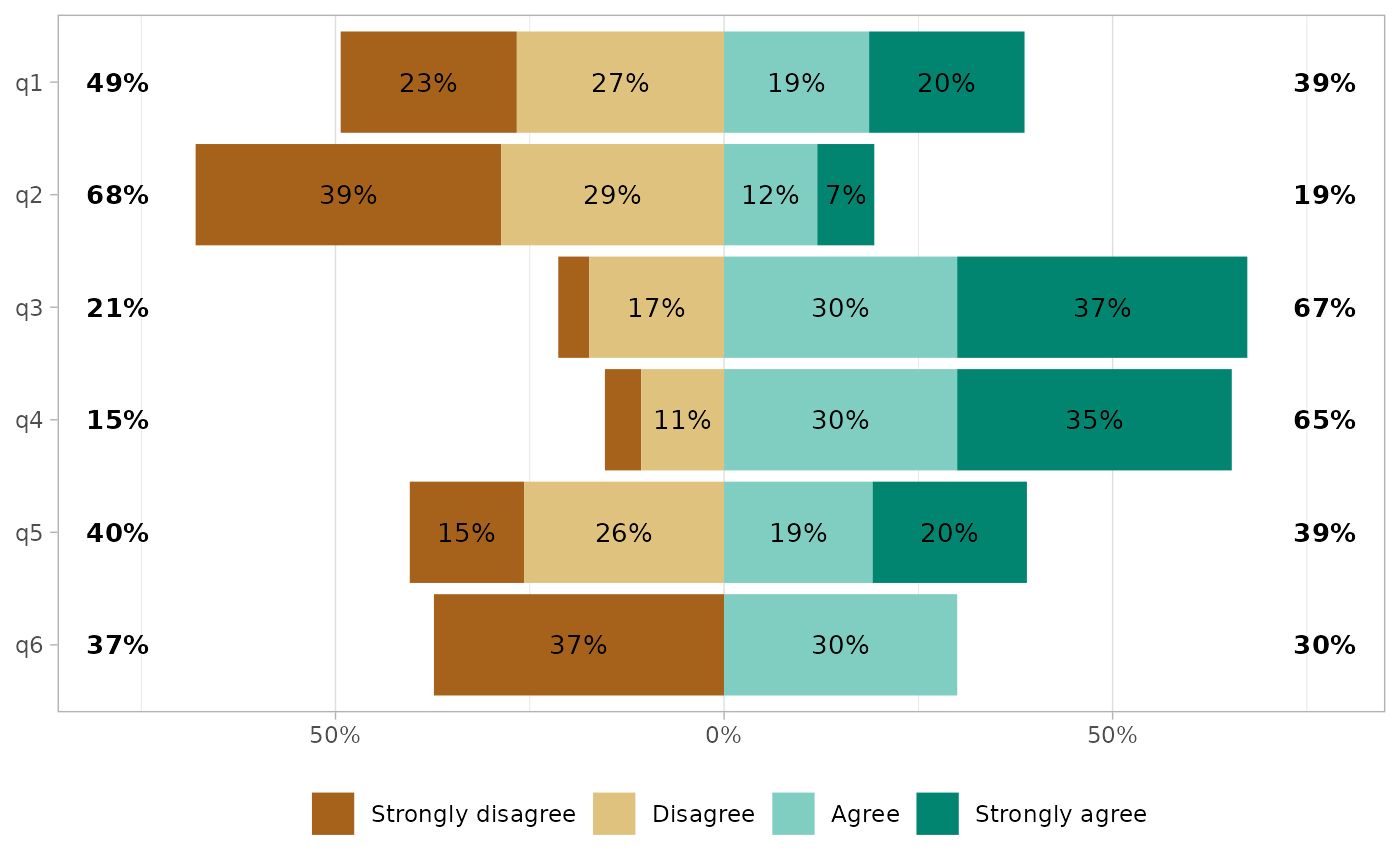 q1 49% 23% 27% 19% 20% 39%
q2 68% 39% 29% 12% 7% 19%
q3 21% 17% 30% 37% 67%
q4 15% 11% 30% 35% 65%
q5 40% 15% 26% 19% 20% 39%
q6 37% 37% 30% 30%
50% 0% 50%
Strongly disagree Disagree Agree Strongly agree